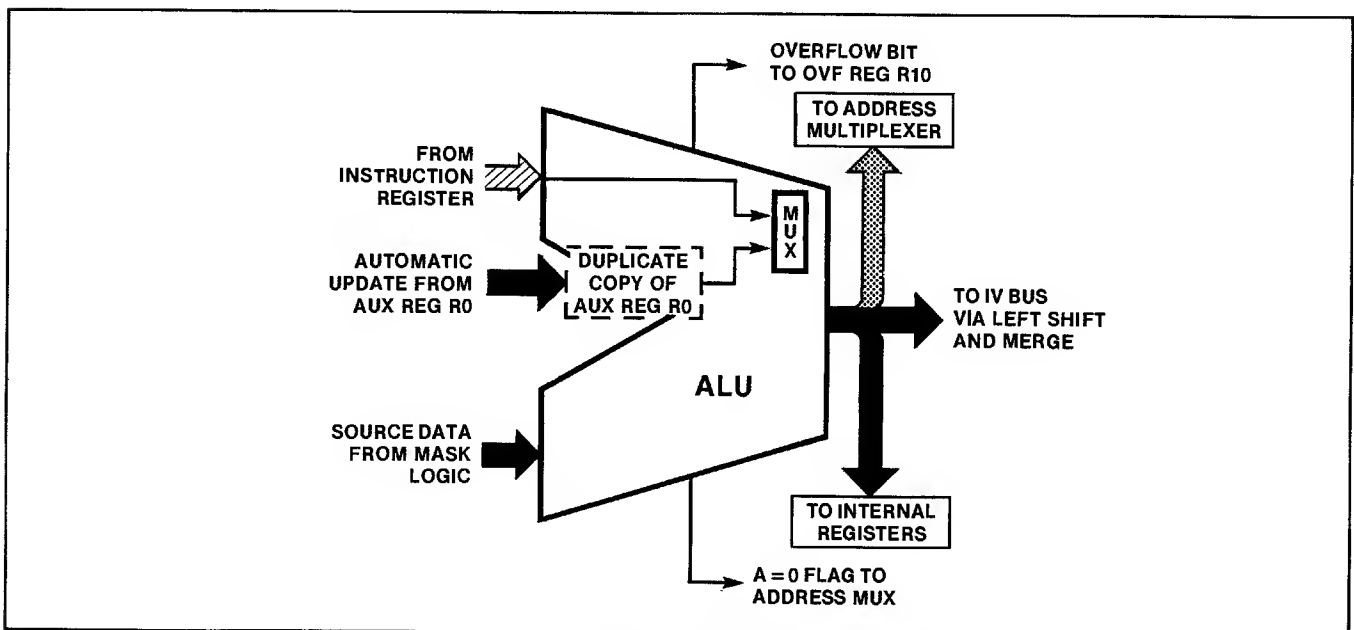 OVERFLOW BIT
TO OVF REG R10
TO ADDRESS
MULTIPLEXER
FROM
INSTRUCTION
REGISTER
MUX
AUTOMATIC
UPDATE FROM
AUX REG R0
DUPLICATE
COPY OF
AUX REG R0
TO IV BUS
VIA LEFT SHIFT
AND MERGE
ALU
SOURCE DATA
FROM MASK
LOGIC
TO INTERNAL
REGISTERS
A = 0 FLAG TO
ADDRESS MUX